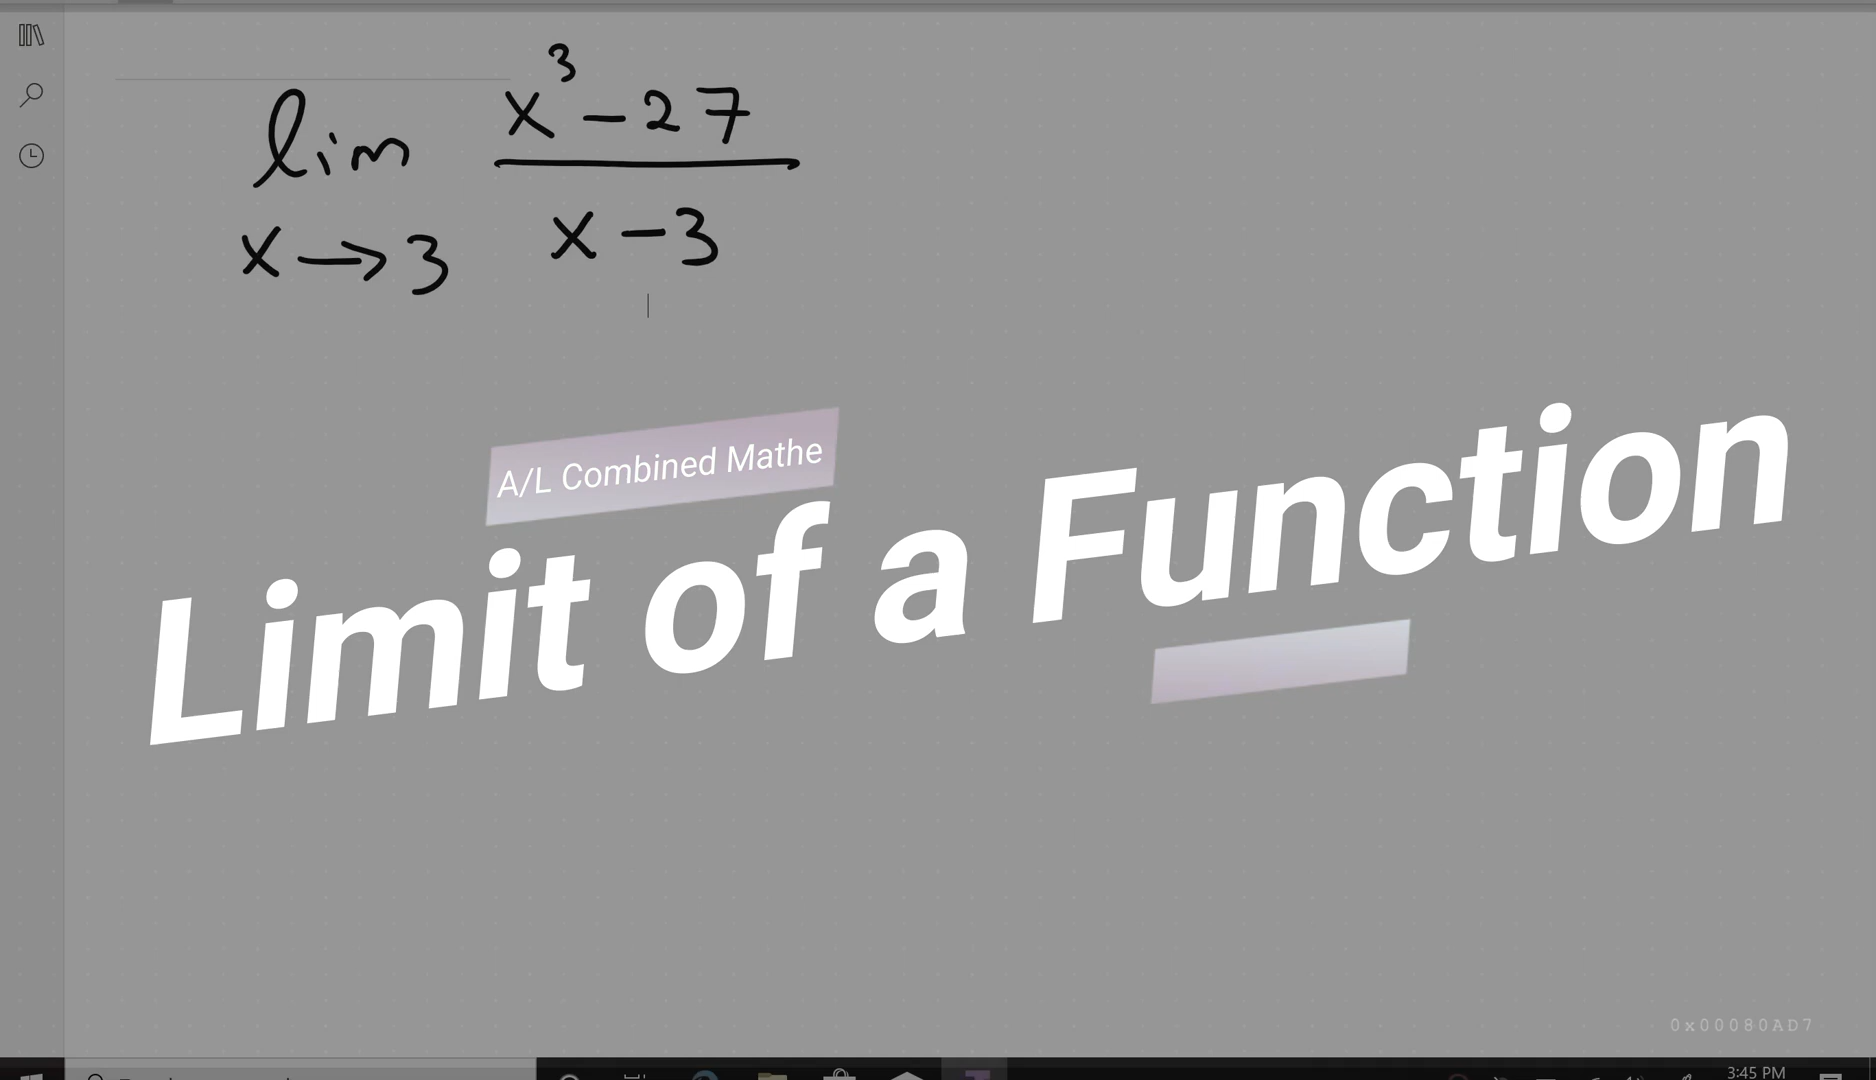 x³ - 27
lim
x → 3
x - 3
A/L Combined Mathe
Limit of a Function
0x00080AD7
3:45 PM